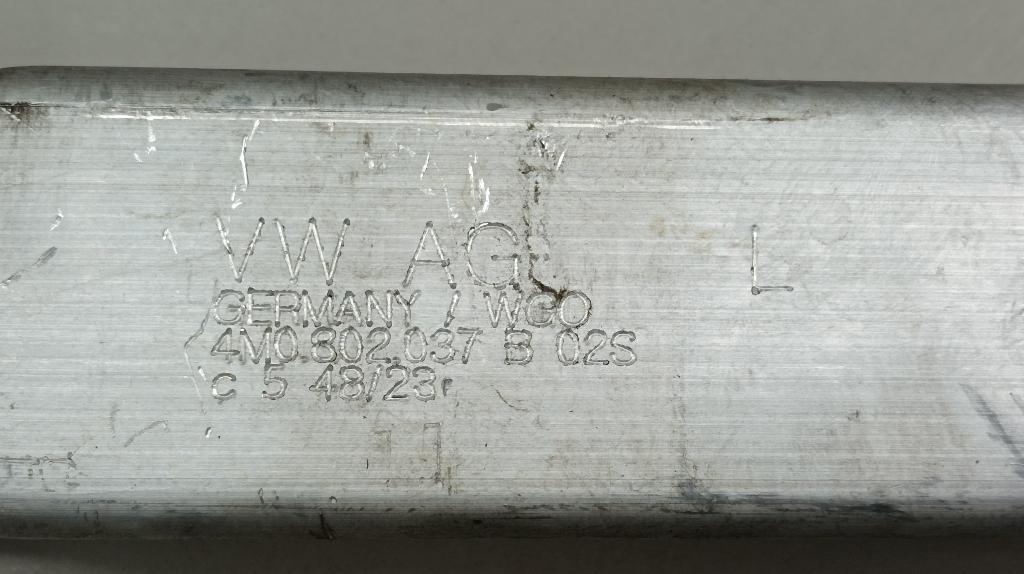 VW AG L
GERMANY / WGO
4M0.802.037 B 02S
C 5 48/23